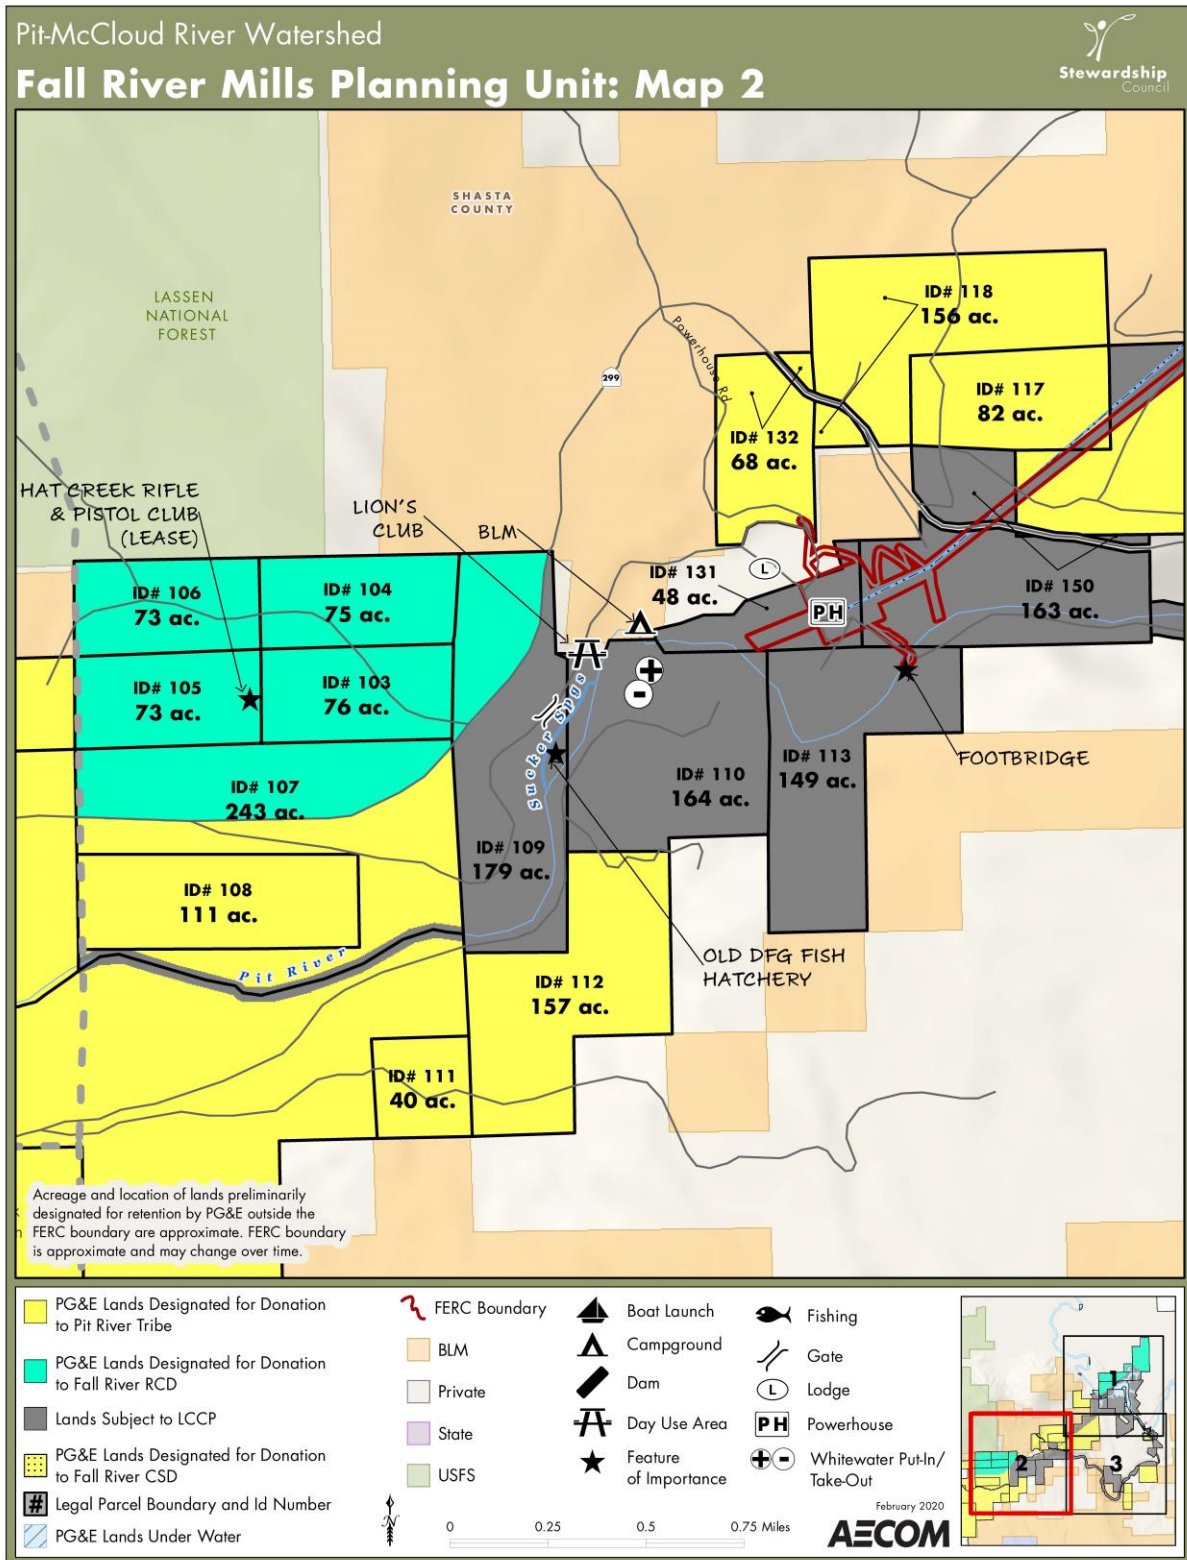 Pit-McCloud River Watershed
Fall River Mills Planning Unit: Map 2
Stewardship
Council
SHASTA
COUNTY
LASSEN
NATIONAL
FOREST
299
Powerhouse Rd
ID# 118
156 ac.
ID# 117
82 ac.
ID# 132
68 ac.
HAT CREEK RIFLE
& PISTOL CLUB
(LEASE)
LION'S
CLUB
BLM
ID# 131
48 ac.
L
PH
ID# 150
163 ac.
ID# 106
73 ac.
ID# 104
75 ac.
ID# 105
73 ac.
ID# 103
76 ac.
Sucker Spgs
ID# 107
243 ac.
ID# 110
164 ac.
ID# 113
149 ac.
FOOTBRIDGE
ID# 109
179 ac.
ID# 108
111 ac.
Pit River
OLD DFG FISH
HATCHERY
ID# 112
157 ac.
ID# 111
40 ac.
Acreage and location of lands preliminarily
designated for retention by PG&E outside the
FERC boundary are approximate. FERC boundary
is approximate and may change over time.
PG&E Lands Designated for Donation
to Pit River Tribe
PG&E Lands Designated for Donation
to Fall River RCD
Lands Subject to LCCP
PG&E Lands Designated for Donation
to Fall River CSD
# Legal Parcel Boundary and Id Number
PG&E Lands Under Water
FERC Boundary
BLM
Private
State
USFS
Boat Launch
Campground
Dam
Day Use Area
Feature
of Importance
Fishing
Gate
L Lodge
PH Powerhouse
Whitewater Put-In/
Take-Out
N
0 0.25 0.5 0.75 Miles
February 2020
AECOM
1
2
3